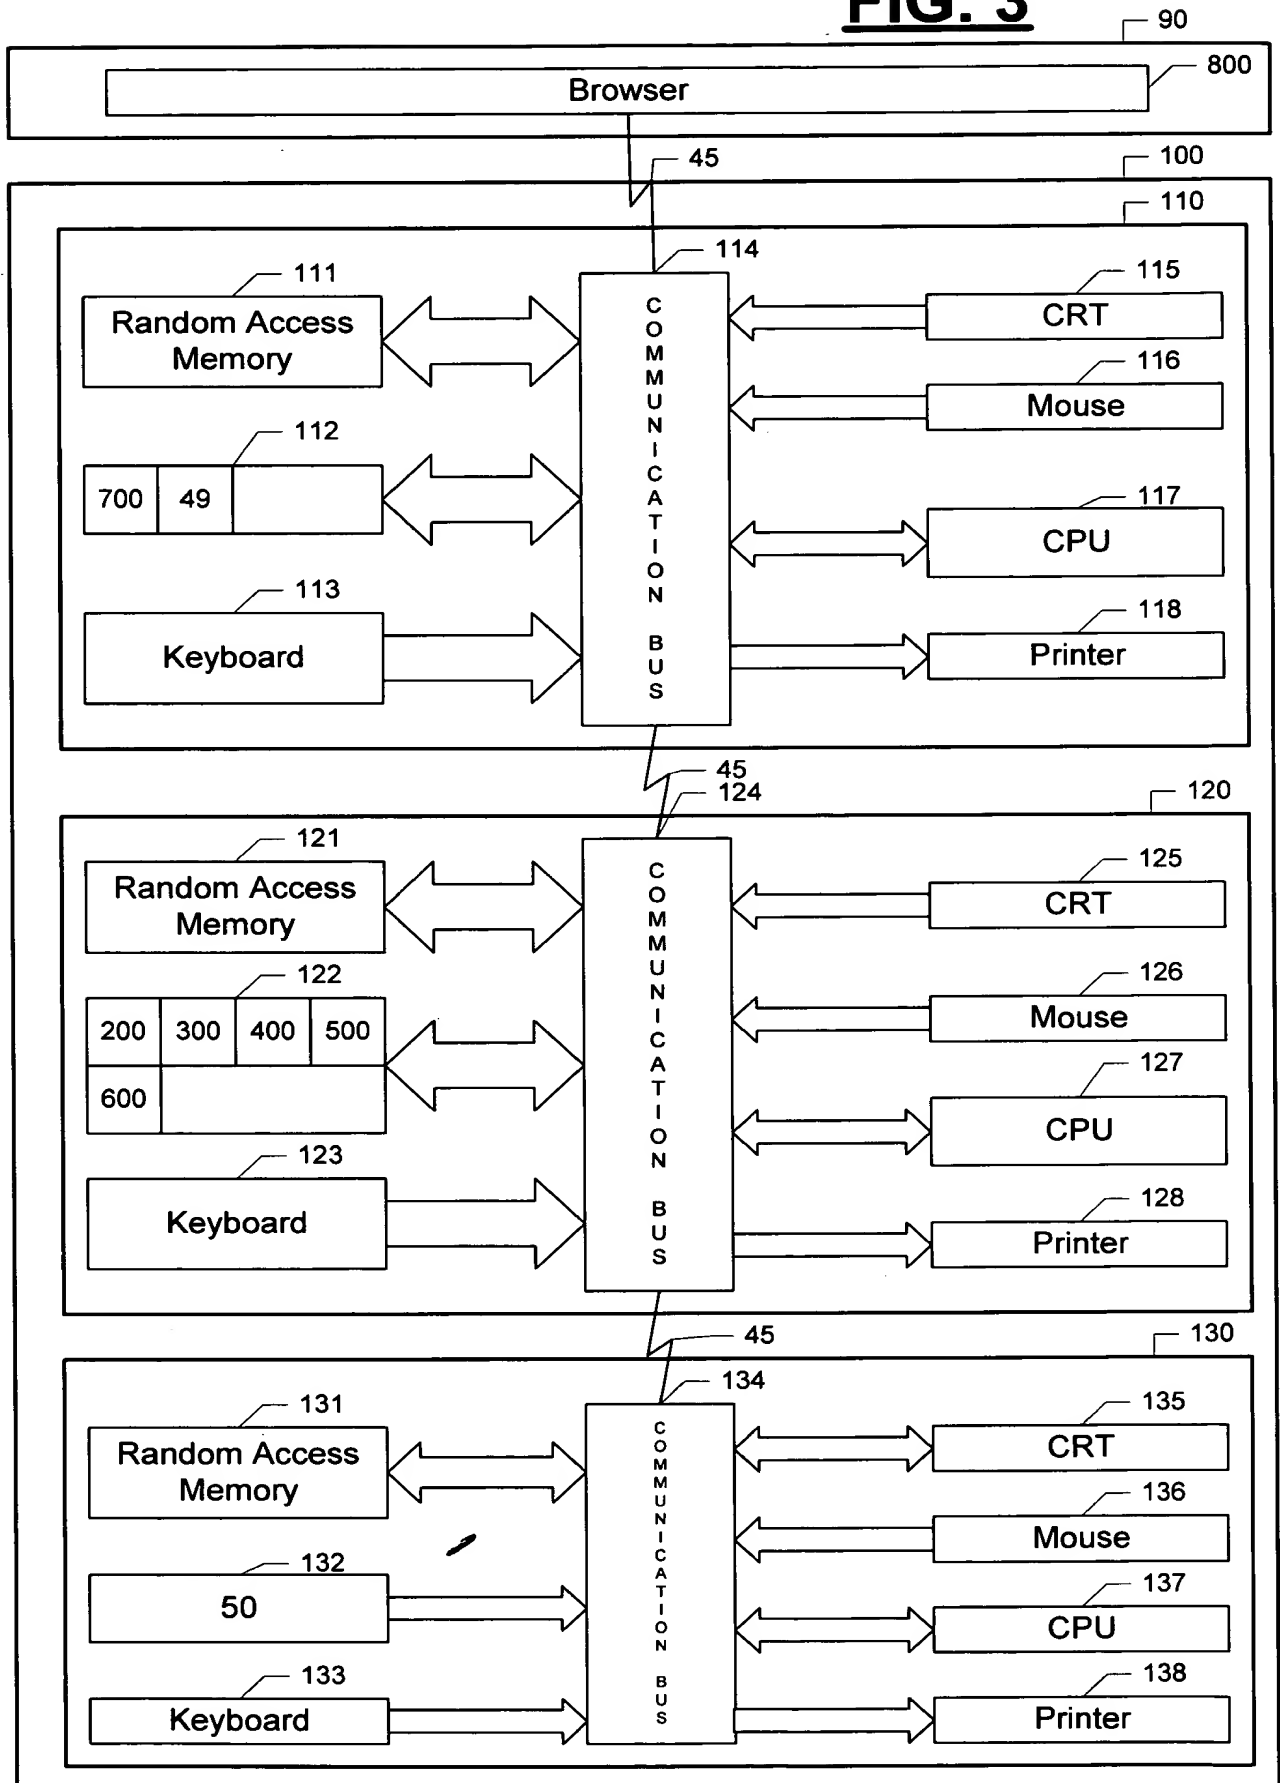 FIG. 3
90
Browser
800
45
100
110
114
111
Random Access
Memory
115
CRT
116
Mouse
112
700 49
117
CPU
113
Keyboard
118
Printer
COMMUNICATION BUS
45
124
120
121
Random Access
Memory
125
CRT
122
200 300 400 500
600
126
Mouse
127
CPU
123
Keyboard
128
Printer
COMMUNICATION BUS
45
130
134
131
Random Access
Memory
135
CRT
136
Mouse
132
50
137
CPU
133
Keyboard
138
Printer
COMMUNICATION BUS